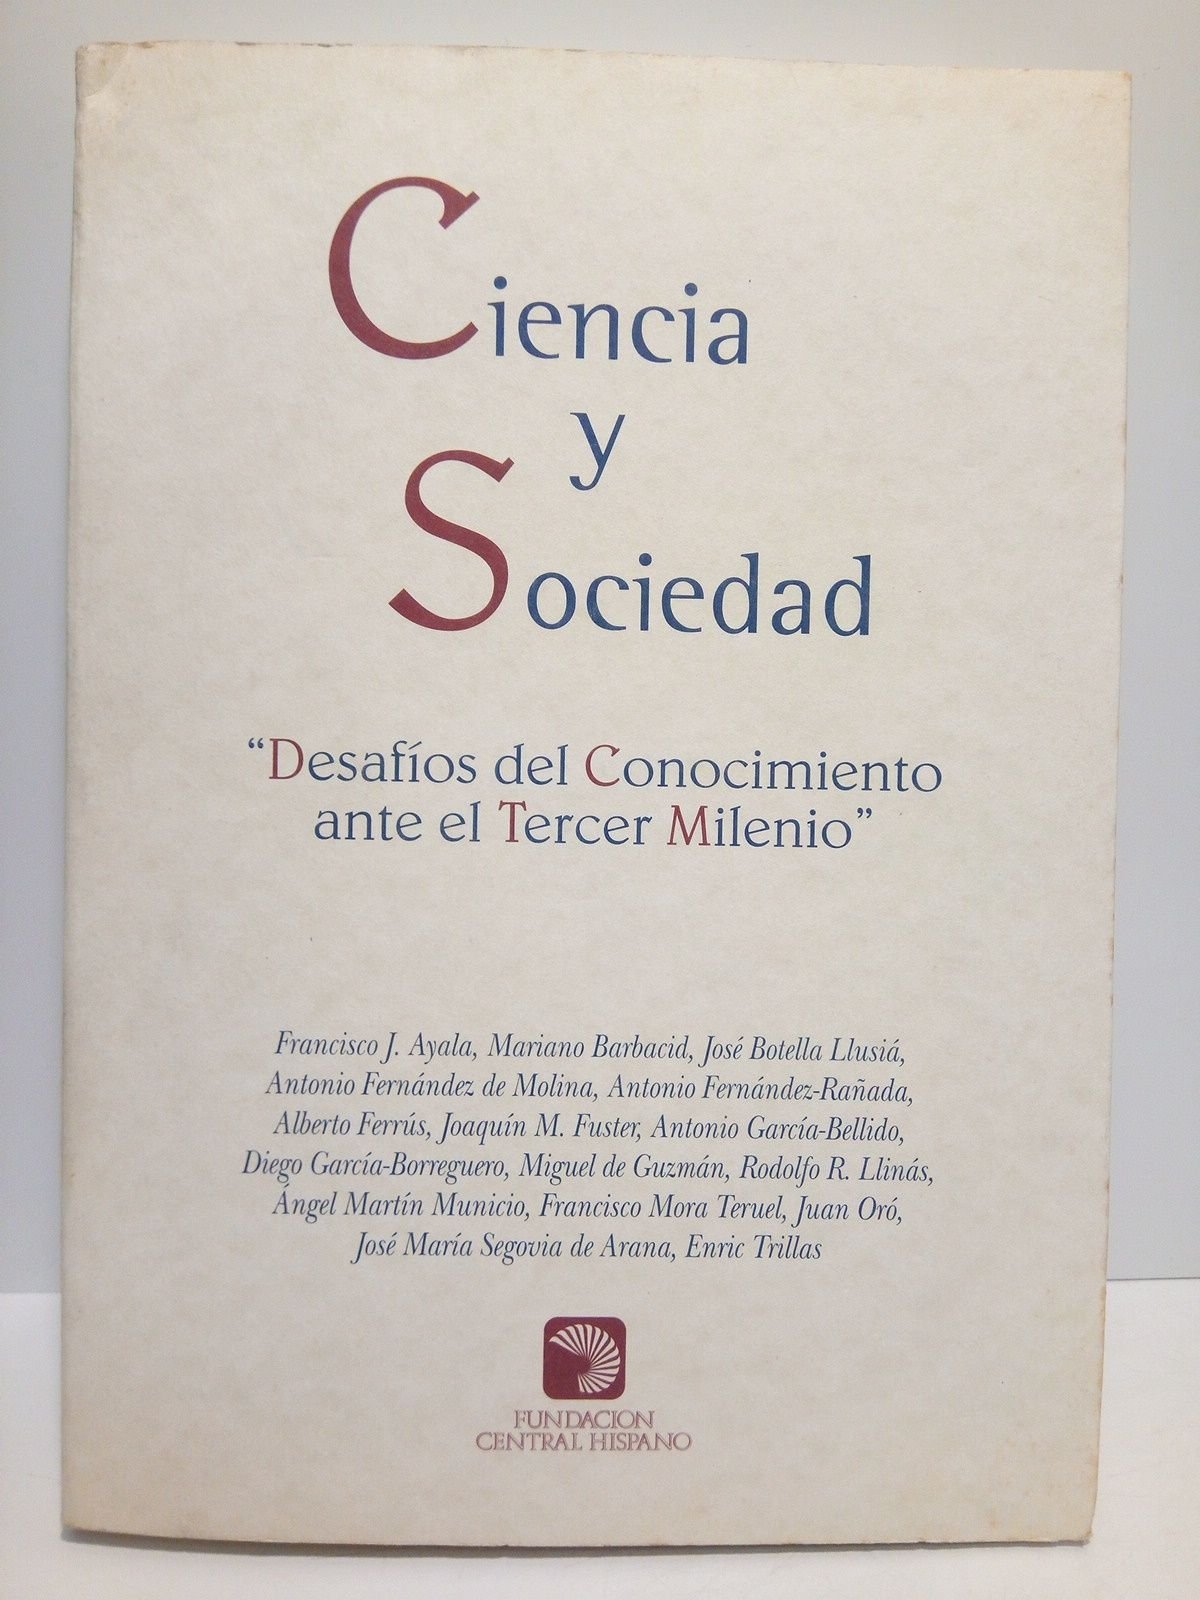 Ciencia
y
Sociedad
“Desafíos del Conocimiento
ante el Tercer Milenio”
Francisco J. Ayala, Mariano Barbacid, José Botella Llusiá,
Antonio Fernández de Molina, Antonio Fernández-Rañada,
Alberto Ferrús, Joaquín M. Fuster, Antonio García-Bellido,
Diego García-Borreguero, Miguel de Guzmán, Rodolfo R. Llinás,
Ángel Martín Municio, Francisco Mora Teruel, Juan Oró,
José María Segovia de Arana, Enric Trillas
FUNDACION
CENTRAL HISPANO